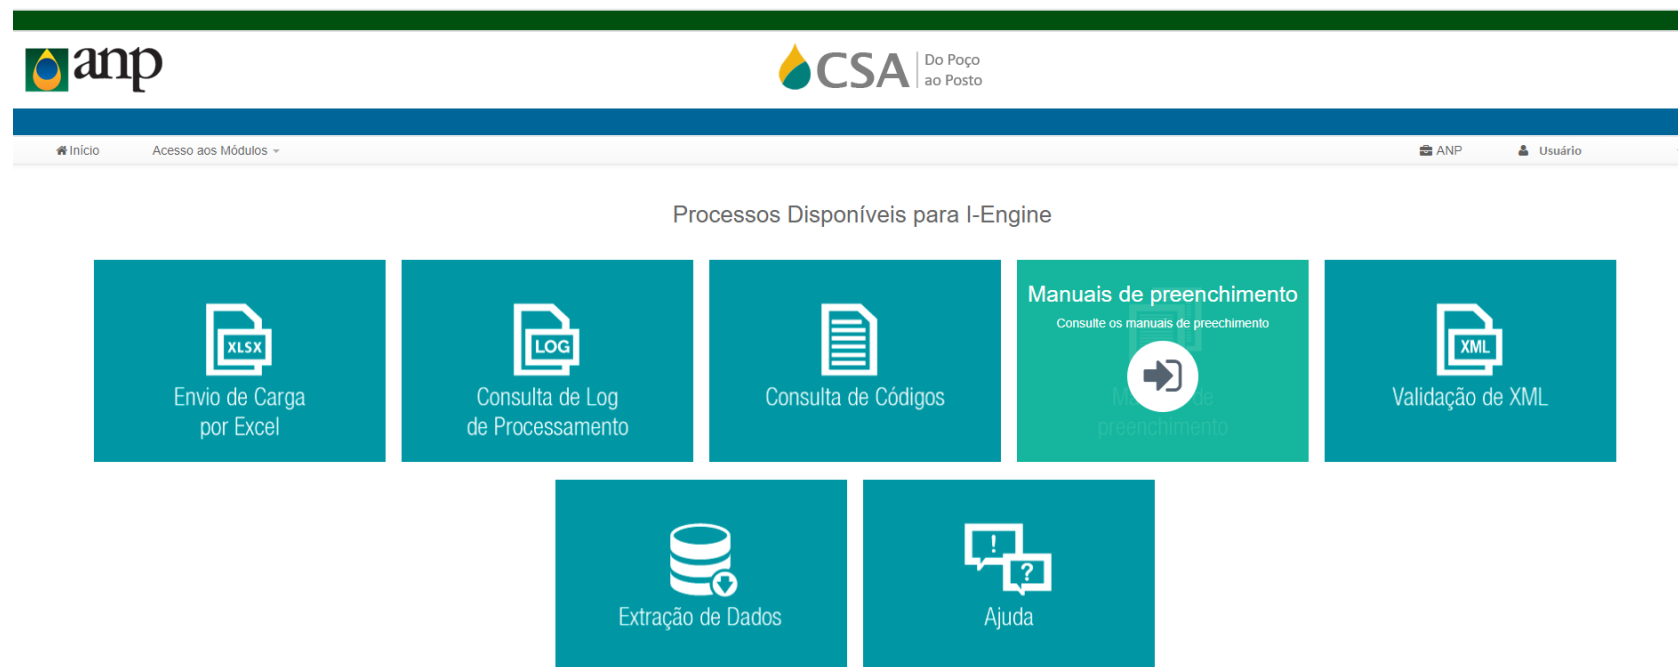 anp
CSA
Do Poço
ao Posto
Início
Acesso aos Módulos
ANP
Usuário
Processos Disponíveis para I-Engine
XLSX
Envio de Carga
por Excel
LOG
Consulta de Log
de Processamento
Consulta de Códigos
Manuais de preenchimento
Consulte os manuais de preechimento
preenchimento
XML
Validação de XML
Extração de Dados
!
?
Ajuda